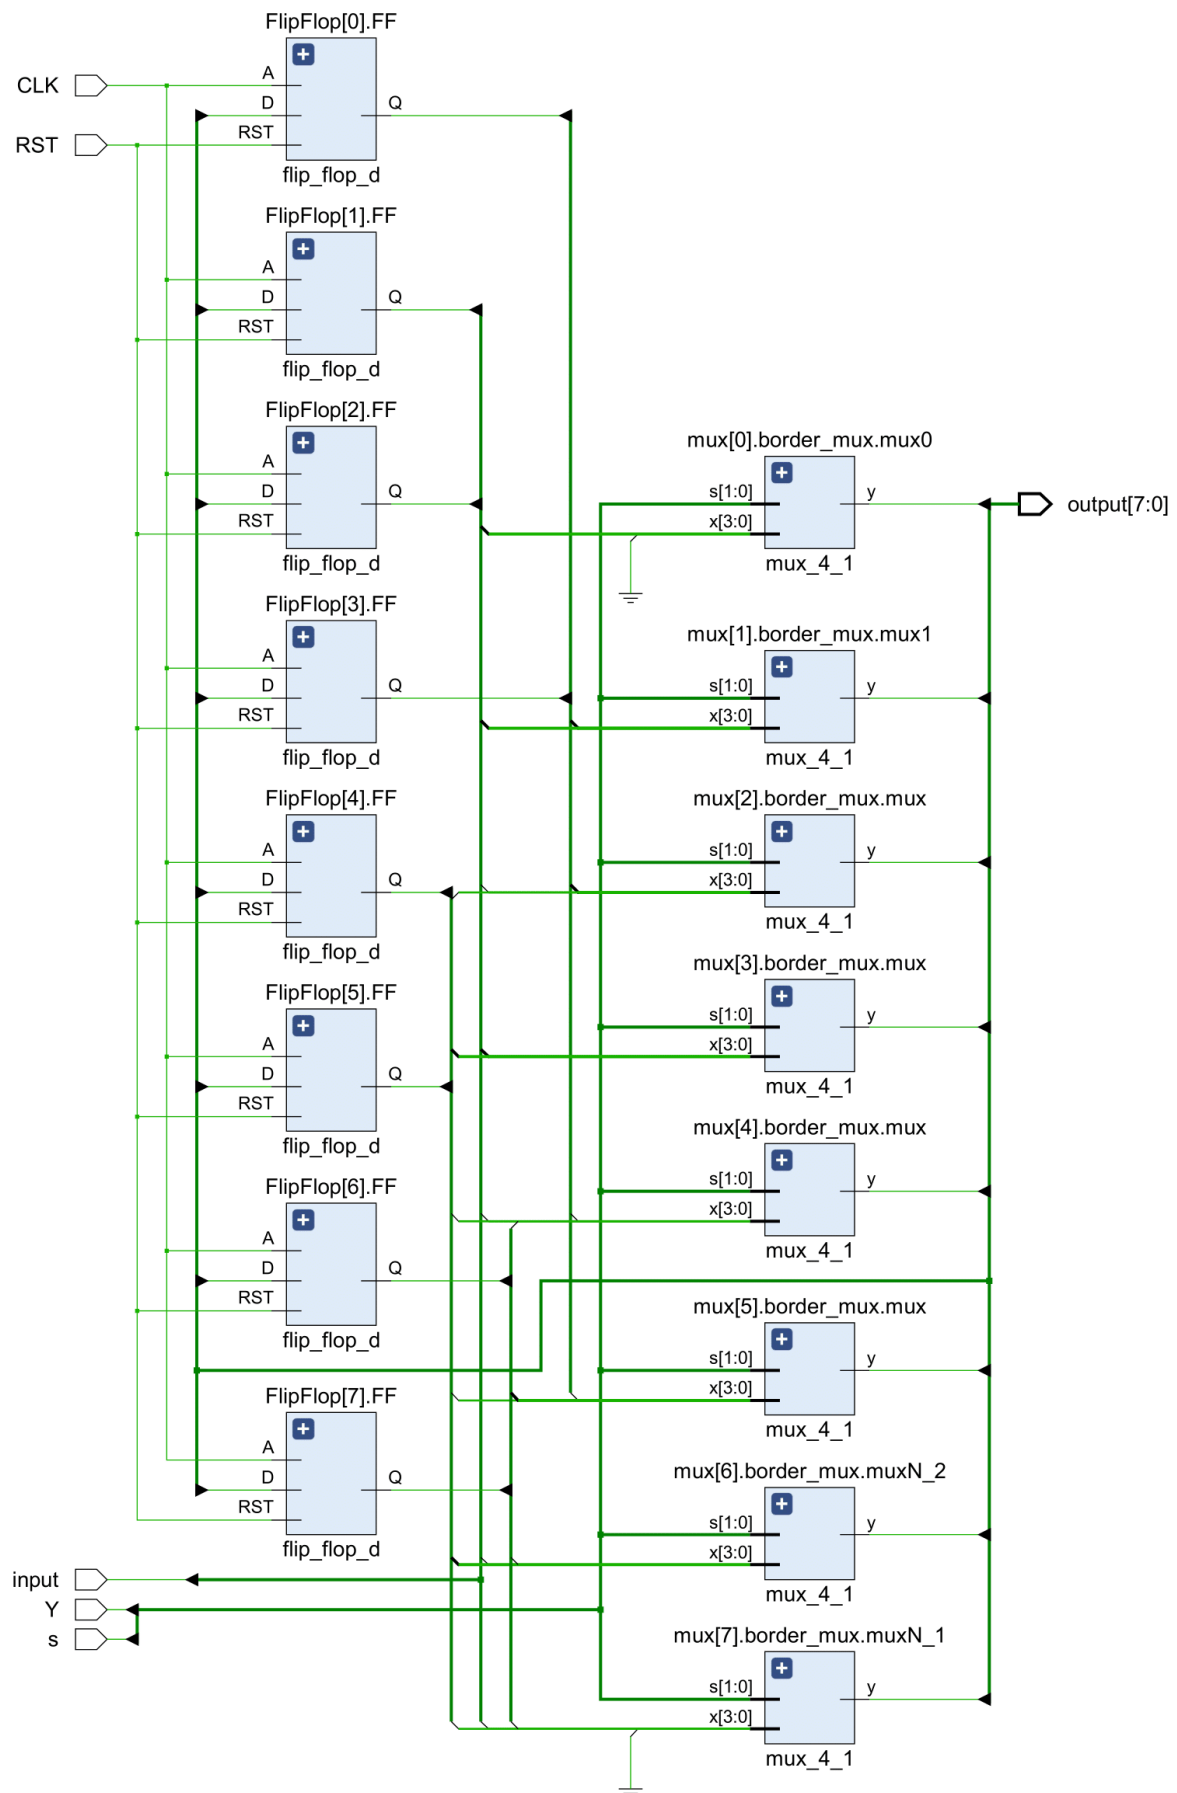 FlipFlop[0].FF
CLK
A
D
Q
RST
RST
flip_flop_d
FlipFlop[1].FF
A
D
Q
RST
flip_flop_d
FlipFlop[2].FF
A
D
Q
RST
flip_flop_d
FlipFlop[3].FF
A
D
Q
RST
flip_flop_d
FlipFlop[4].FF
A
D
Q
RST
flip_flop_d
FlipFlop[5].FF
A
D
Q
RST
flip_flop_d
FlipFlop[6].FF
A
D
Q
RST
flip_flop_d
FlipFlop[7].FF
A
D
Q
RST
flip_flop_d
input
Y
s
mux[0].border_mux.mux0
s[1:0]
y
x[3:0]
mux_4_1
output[7:0]
mux[1].border_mux.mux1
s[1:0]
y
x[3:0]
mux_4_1
mux[2].border_mux.mux
s[1:0]
y
x[3:0]
mux_4_1
mux[3].border_mux.mux
s[1:0]
y
x[3:0]
mux_4_1
mux[4].border_mux.mux
s[1:0]
y
x[3:0]
mux_4_1
mux[5].border_mux.mux
s[1:0]
y
x[3:0]
mux_4_1
mux[6].border_mux.muxN_2
s[1:0]
y
x[3:0]
mux_4_1
mux[7].border_mux.muxN_1
s[1:0]
y
x[3:0]
mux_4_1